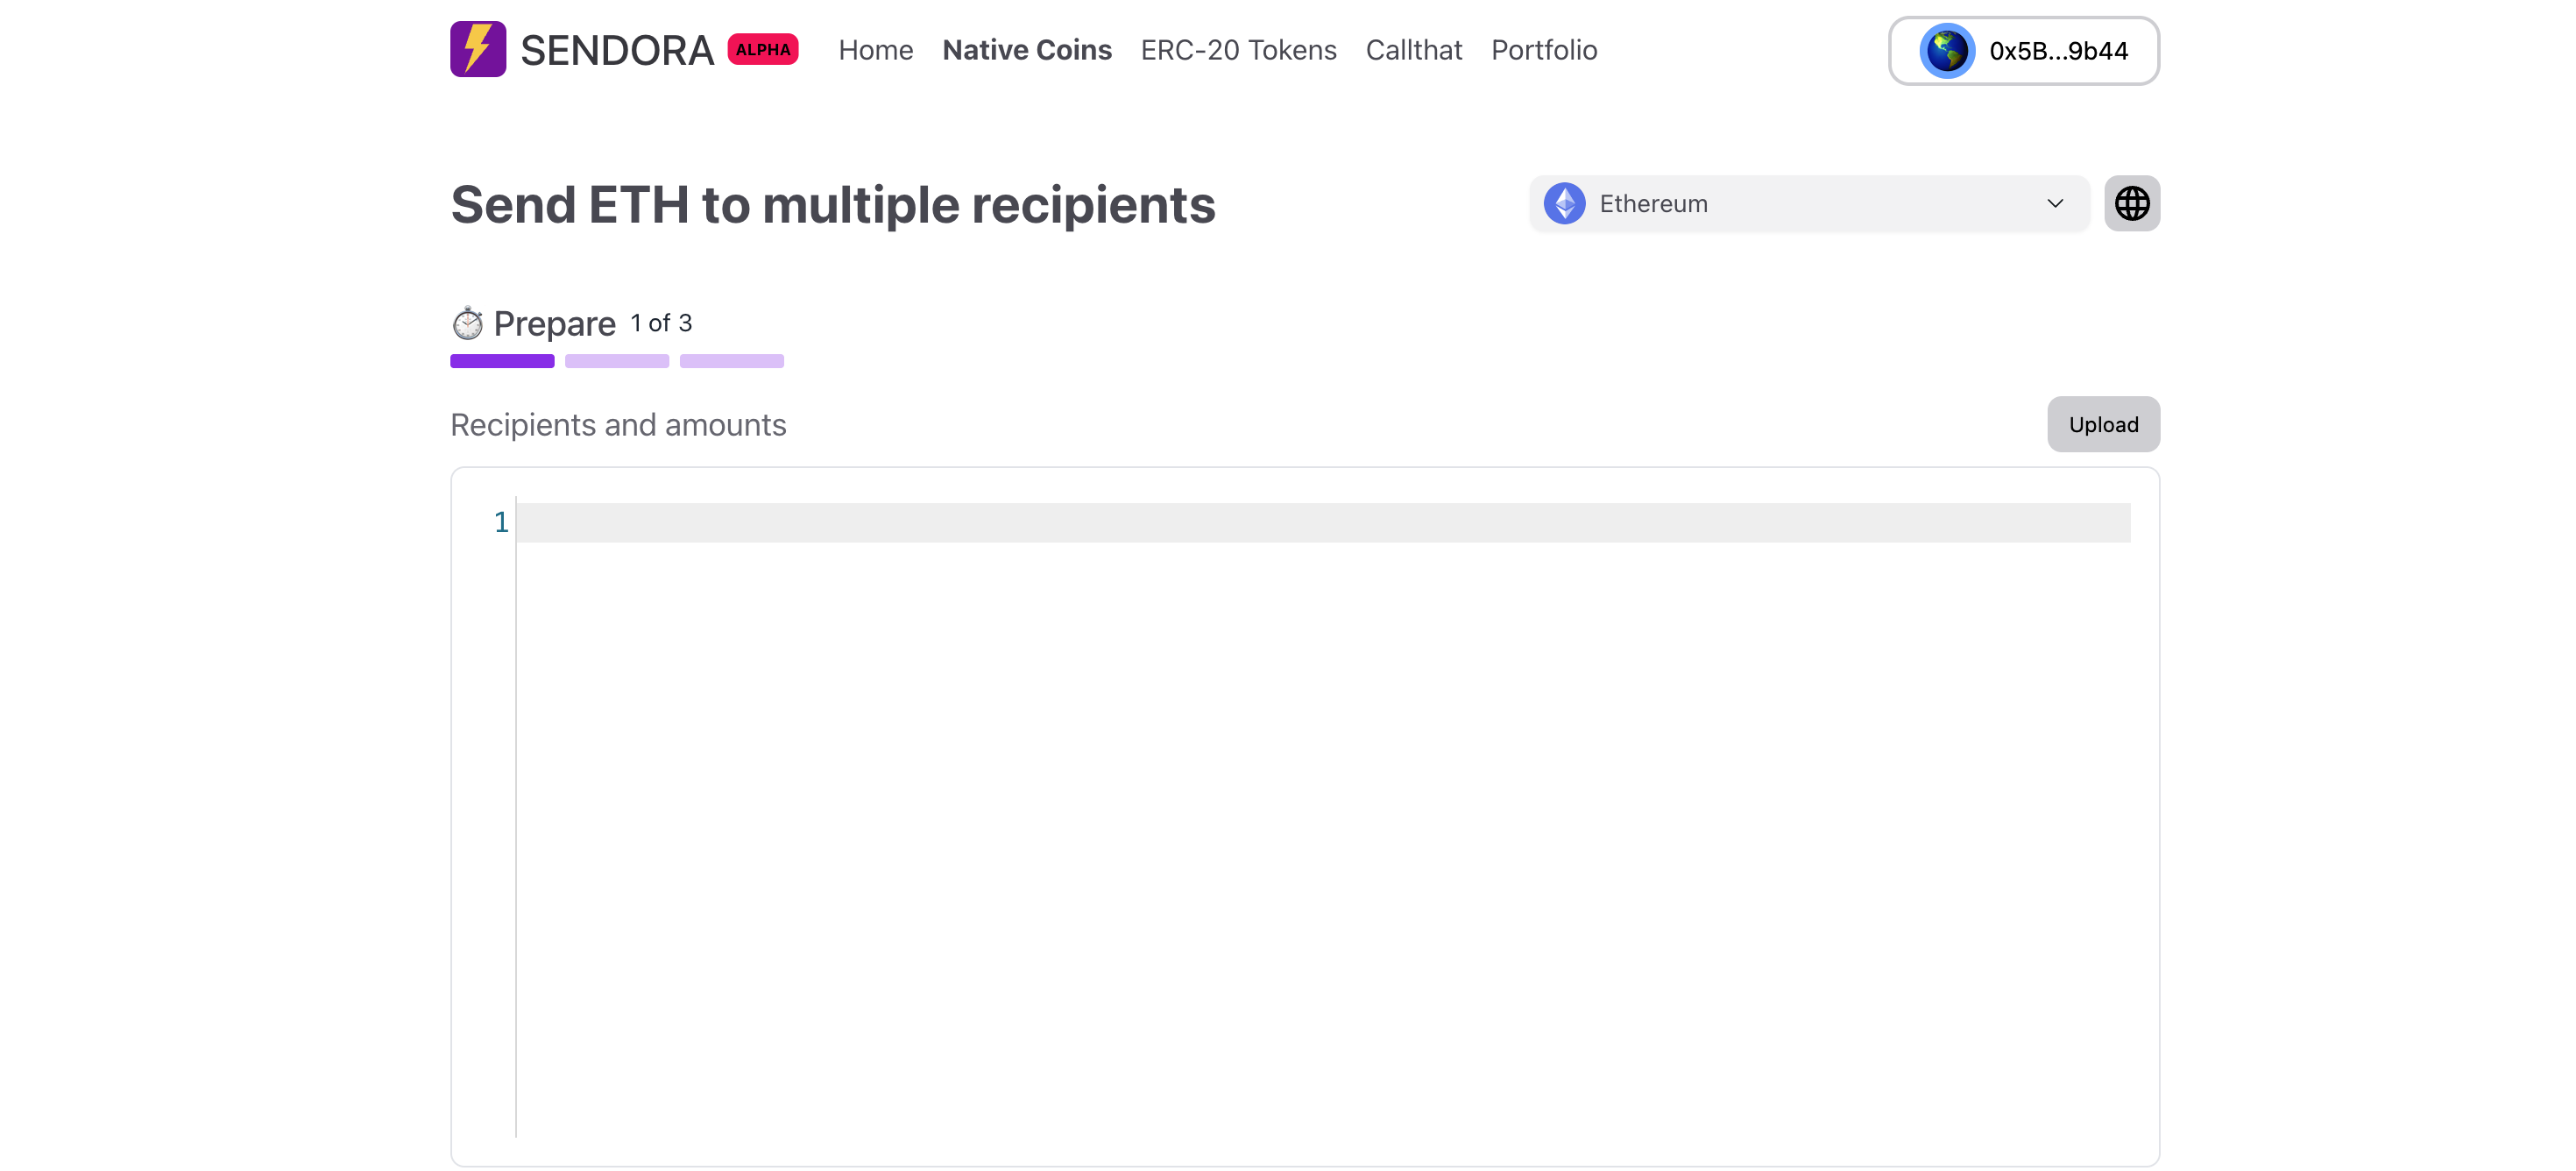 SENDORA ALPHA Home Native Coins ERC-20 Tokens Callthat Portfolio 0x5B...9b44
Send ETH to multiple recipients Ethereum
Prepare 1 of 3
Recipients and amounts Upload
1